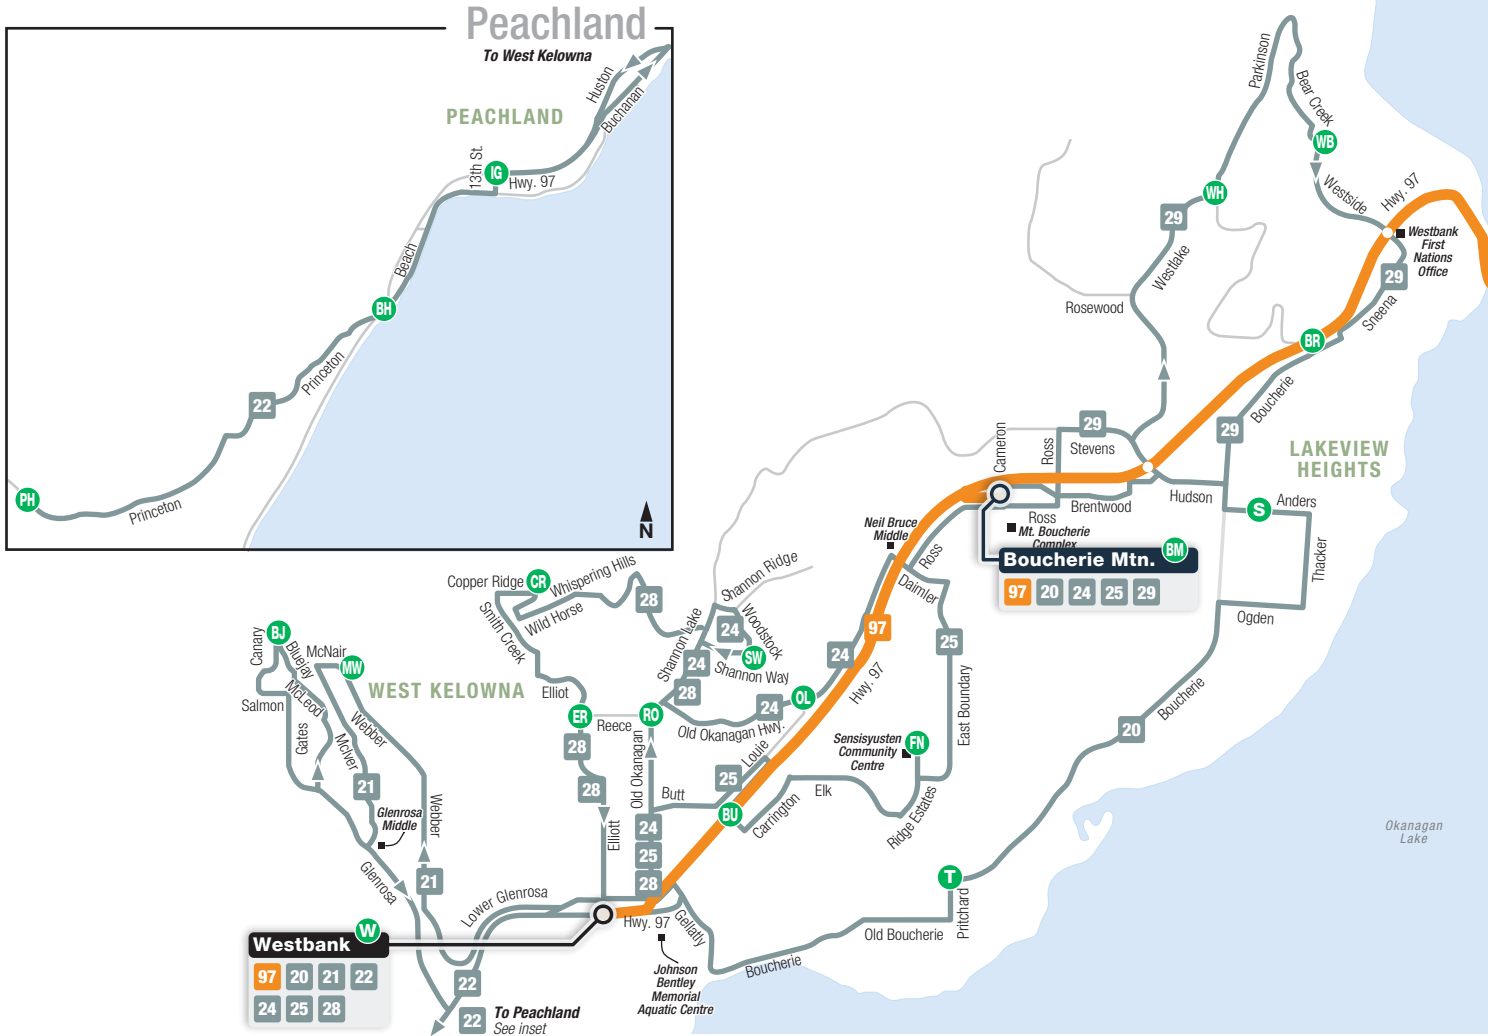 Peachland
To West Kelowna
PEACHLAND
Huston
Buchanan
13th St.
IG
Hwy. 97
Beach
BH
Princeton
22
PH
Princeton
N
Parkinson
Bear Creek
WB
Westside
Hwy. 97
WH
29
Westlake
Rosewood
Westbank
First
Nations
Office
29
Sneena
BR
Boucherie
29
LAKEVIEW
HEIGHTS
Cameron
Ross
29
Stevens
Hudson
Brentwood
S
Anders
Thacker
Ogden
Ross
Mt. Boucherie
Complex
Boucherie Mtn.
BM
97
20
24
25
29
Neil Bruce
Middle
Ross
Daimler
25
East Boundary
97
Hwy. 97
24
OL
24
Old Okanagan Hwy.
Shannon Ridge
Woodstock
24
SW
Shannon Way
Shannon Lake
24
28
Copper Ridge
CR
Whispering Hills
Wild Horse
28
Smith Creek
Elliot
ER
Reece
RO
28
28
Elliott
Old Okanagan
Butt
25
Louie
BU
Carrington
Elk
Sensisyusten
Community
Centre
FN
Ridge Estates
24
25
28
BJ
Canary
Bluejay
McNair
MW
WEST KELOWNA
Salmon
McLeod
Gates
McIver
Webber
21
Glenrosa
Middle
Webber
Glenrosa
21
Lower Glenrosa
Hwy. 97
Gellatly
Westbank
W
97
20
21
22
24
25
28
22
22
To Peachland
See inset
Johnson
Bentley
Memorial
Aquatic Centre
Boucherie
Old Boucherie
Pritchard
T
20
Boucherie
Okanagan
Lake